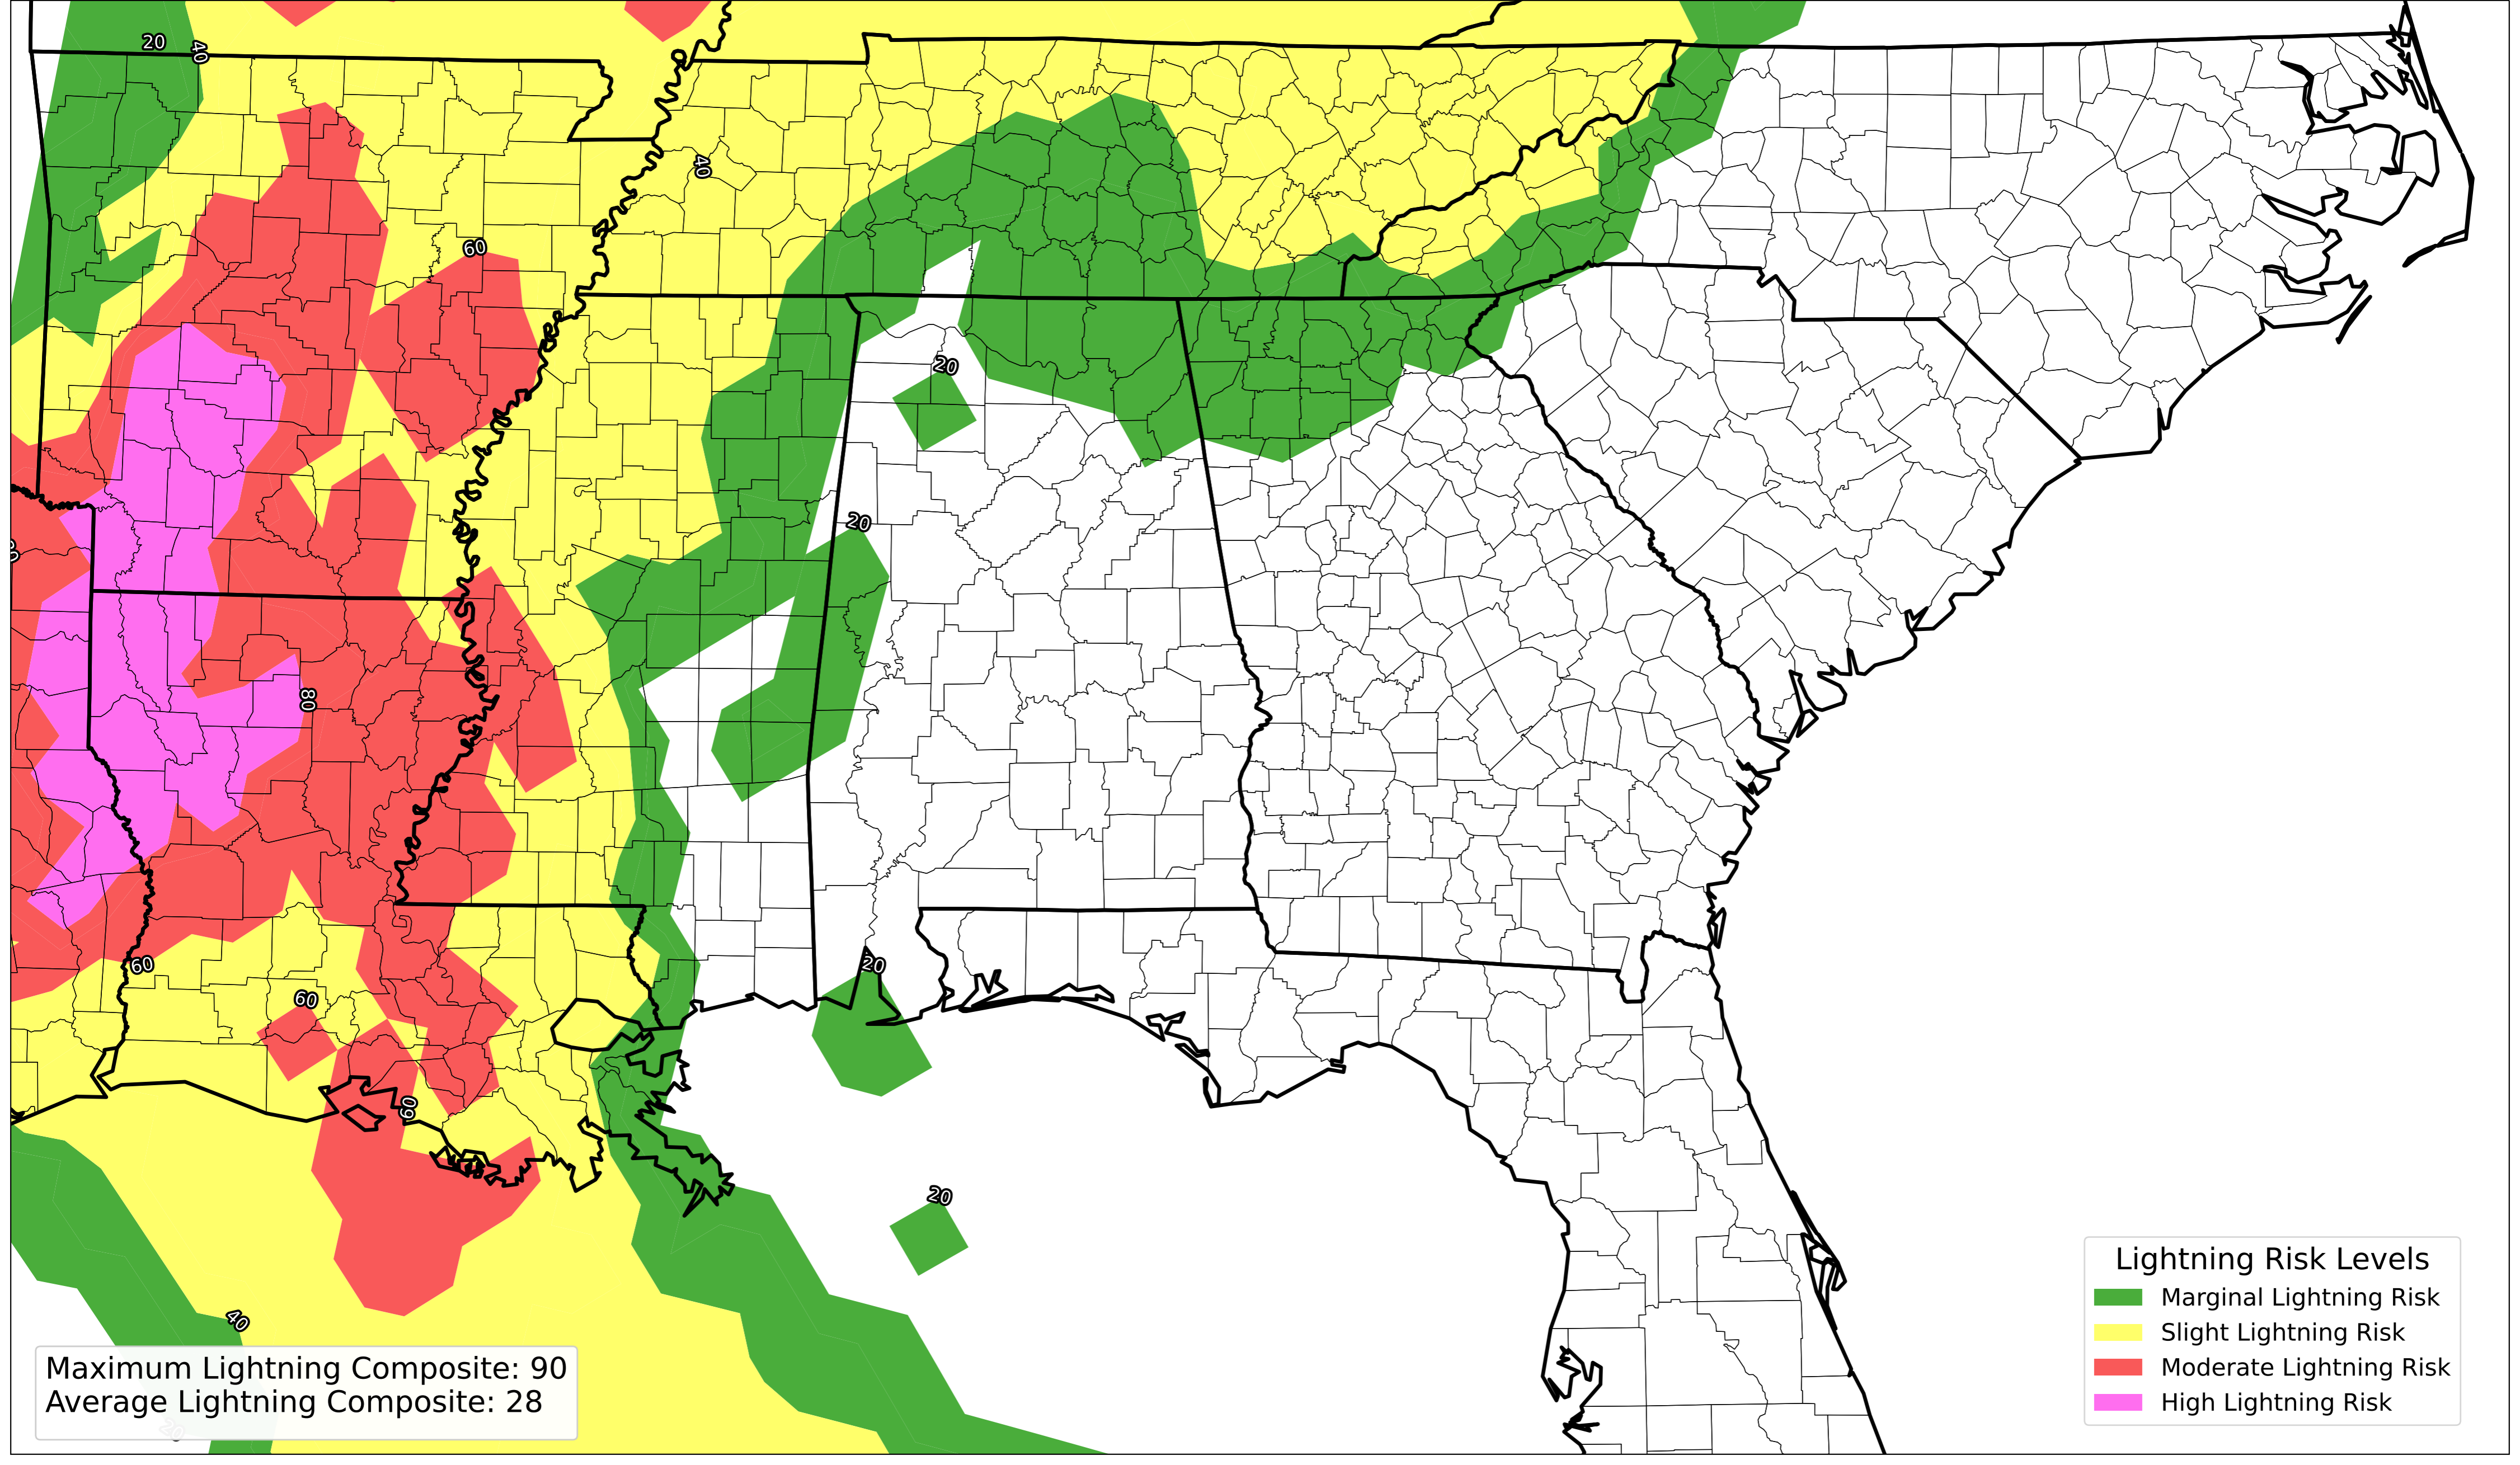 20
40
40
60
20
20
80
20
60
60
60
20
40
Maximum Lightning Composite: 90
Average Lightning Composite: 28
20
Lightning Risk Levels
Marginal Lightning Risk
Slight Lightning Risk
Moderate Lightning Risk
High Lightning Risk